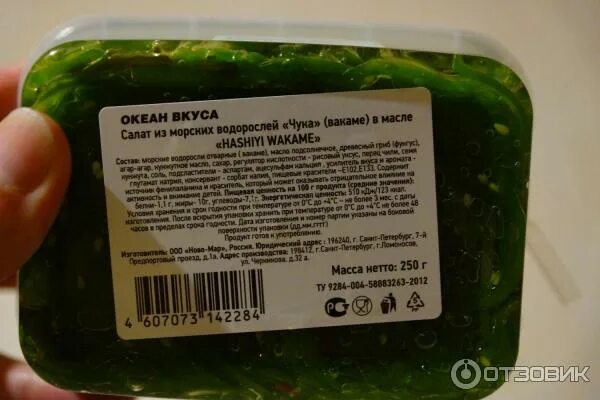 ОКЕАН ВКУСА
Салат из морских водорослей «Чука» (вакаме) в масле
«HASHIYI WAKAME»
Состав: морские водоросли отварные ( вакаме), масло подсолнечное, древесный гриб (фунгус),
агар-агар, кунжутное масло, сахар, регулятор кислотности - рисовый уксус, перец чили, семя
кунжута, соль, подсластители - аспартам, ацесульфам кальция , усилитель вкуса и аромата -
глутамат натрия, консервант - сорбат калия, пищевые красители –Е102,Е133. Содержит
источник фенилаланина и краситель, который может оказывать отрицательное влияние на
активность и внимание детей. Пищевая ценность на 100 г продукта (средние значения):
белок-1,1 г, жиры- 10г, углеводы-7,1г. Энергетическая ценность: 510 кДж/123 ккал.
Условия хранения и срок годности при температуре от 0°С до +4°С – не более 3 мес. с даты
изготовления. После вскрытия упаковки хранить при температуре от 0°С до +4°С не более 48
часов в пределах срока годности. Дата изготовления и номер партии указаны на боковой
поверхности упаковки (дд.мм.гггг)
Продукт готов к употреблению.
Изготовитель: ООО «Ново-Мар», Россия. Юридический адрес : 196240, г. Санкт-Петербург, 7-й
Предпортовый проезд, д.1а. Адрес производства: 198412, г.Санкт-Петербург, г.Ломоносов,
ул. Черникова, д.32 а.
Масса нетто: 250 г
ТУ 9284-004-58883263-2012
4 607073 142284
ОТЗОВИК